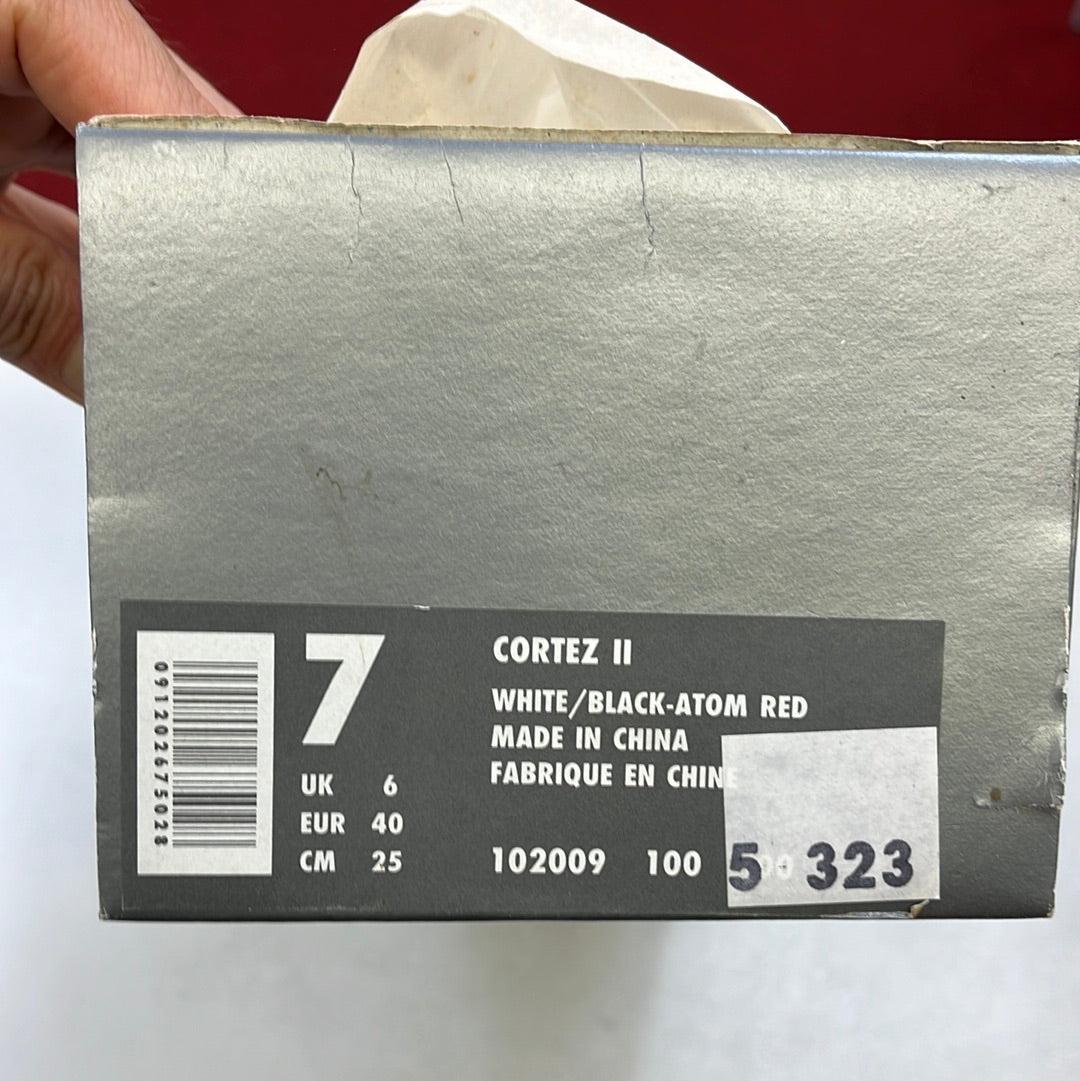 091202675028
7
UK 6
EUR 40
CM 25
CORTEZ II
WHITE/BLACK-ATOM RED
MADE IN CHINA
FABRIQUE EN CHINE
102009 100
5 323